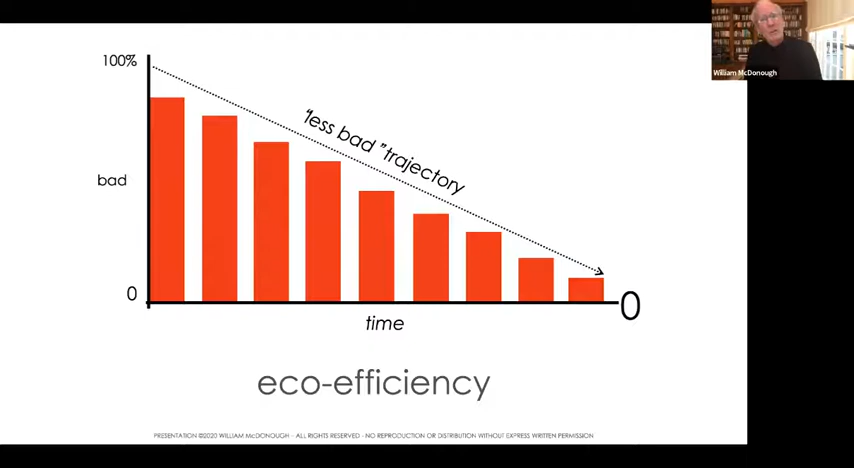 William McDonough
100%
“less bad ”trajectory
bad
0
0
time
eco-efficiency
PRESENTATION ©2020 WILLIAM MCDONOUGH - ALL RIGHTS RESERVED - NO REPRODUCTION OR DISTRIBUTION WITHOUT EXPRESS WRITTEN PERMISSION